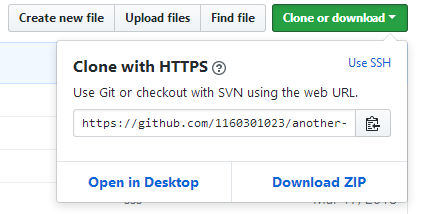 Create new file Upload files Find file Clone or download
Clone with HTTPS ? Use SSH
Use Git or checkout with SVN using the web URL.
https://github.com/1160301023/another-
Open in Desktop Download ZIP